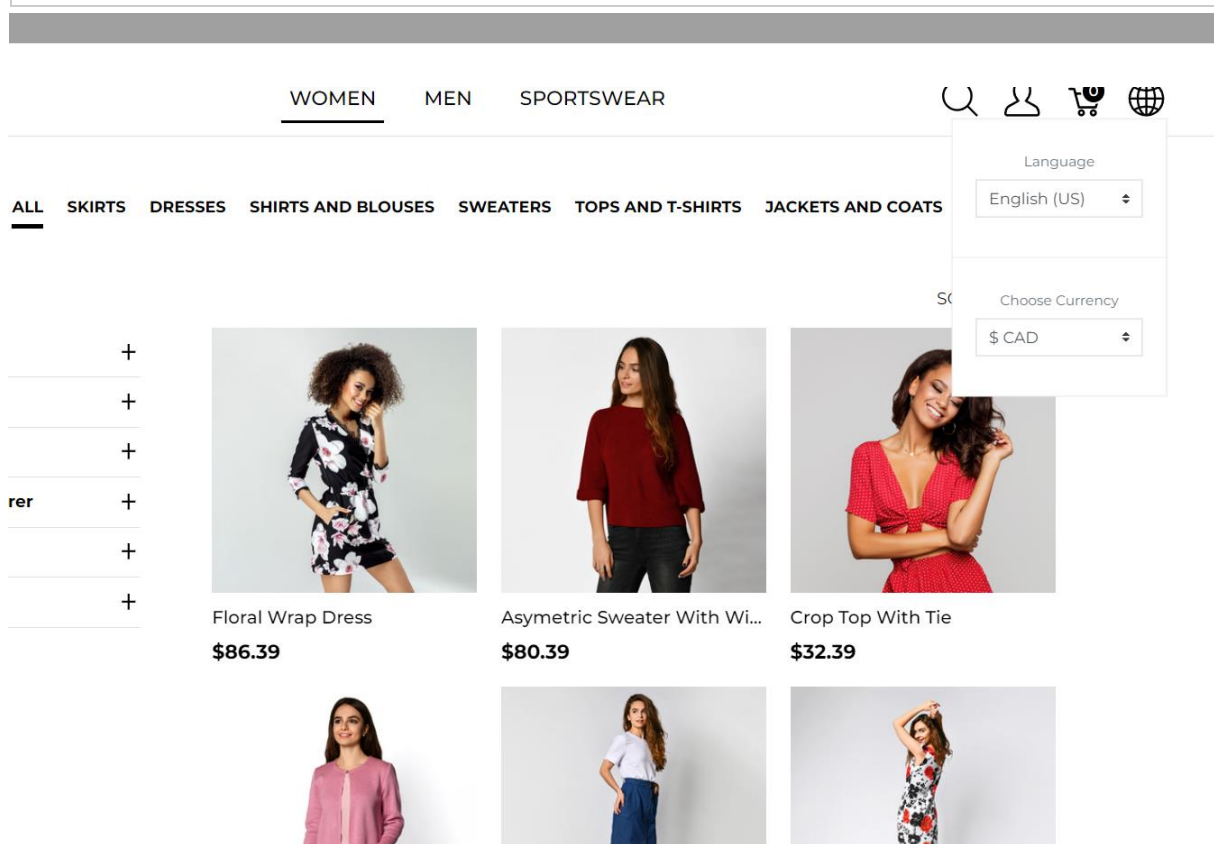 WOMEN MEN SPORTSWEAR
0
Language
English (US)
ALL SKIRTS DRESSES SHIRTS AND BLOUSES SWEATERS TOPS AND T-SHIRTS JACKETS AND COATS
Choose Currency
$ CAD
+
+
+
rer +
+
+
Floral Wrap Dress
$86.39
Asymetric Sweater With Wi...
$80.39
Crop Top With Tie
$32.39